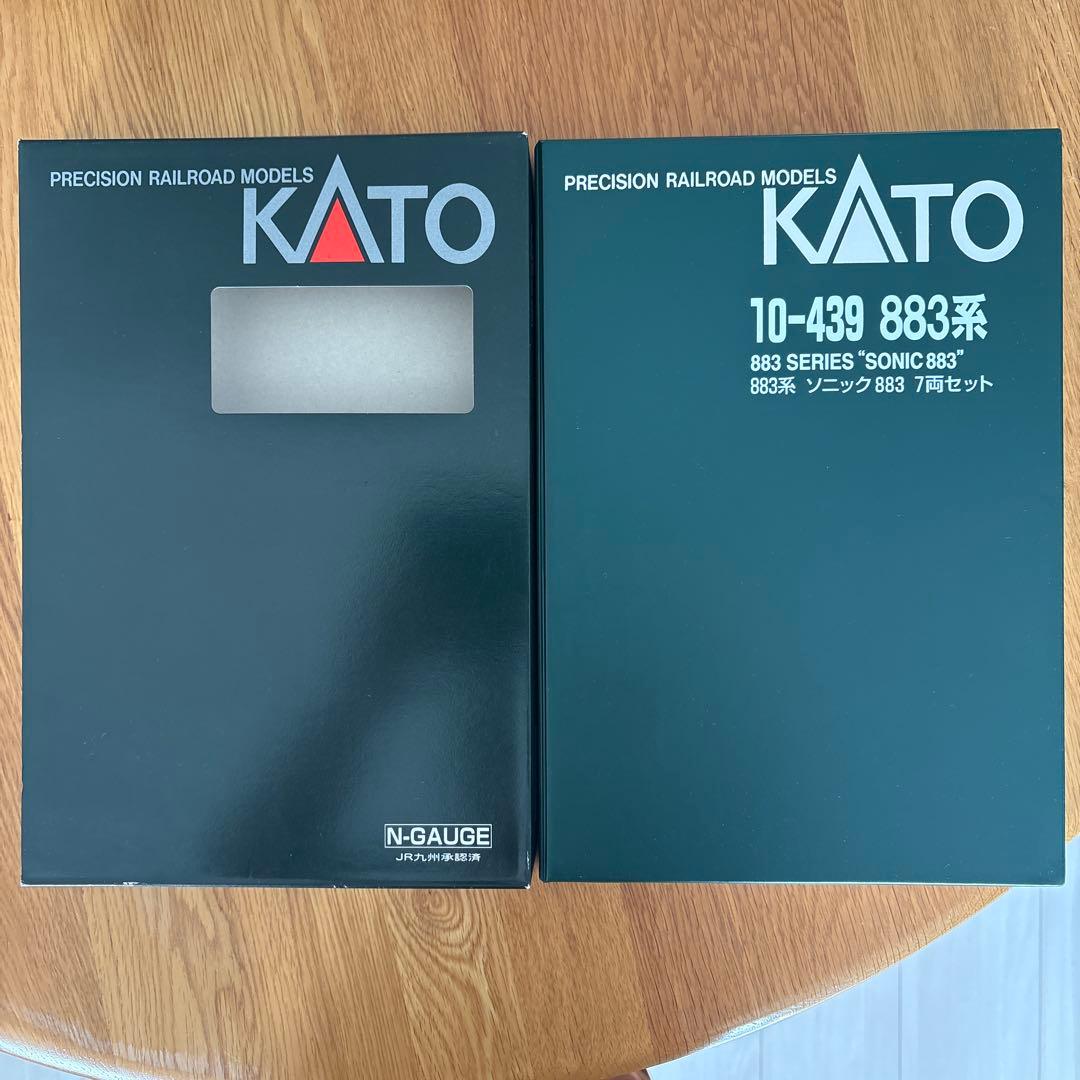 PRECISION RAILROAD MODELS
KATO
N-GAUGE
JR九州承認済
PRECISION RAILROAD MODELS
KATO
10-439 883系
883 SERIES “SONIC 883”
883系 ソニック883 7両セット